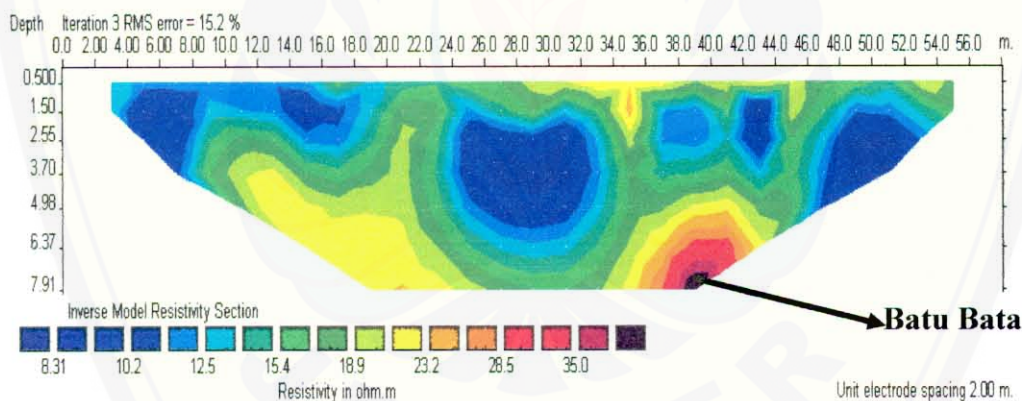 Depth Iteration 3 RMS error = 15.2 %
0.0 2.00 4.00 6.00 8.00 10.0 12.0 14.0 16.0 18.0 20.0 22.0 24.0 26.0 28.0 30.0 32.0 34.0 36.0 38.0 40.0 42.0 44.0 46.0 48.0 50.0 52.0 54.0 56.0 m.
0.500
1.50
2.55
3.70
4.98
6.37
7.91
Batu Bata
Inverse Model Resistivity Section
8.31 10.2 12.5 15.4 18.9 23.2 28.5 35.0
Resistivity in ohm.m
Unit electrode spacing 2.00 m.